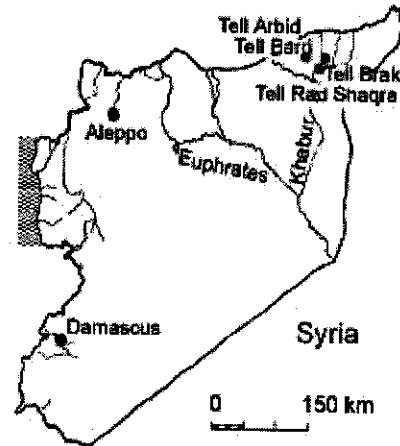 Tell Arbid
Tell Barri
Tell Brak
Tell Rad Shaqra
Aleppo
Euphrates
Khabur
Damascus
Syria
0 150 km